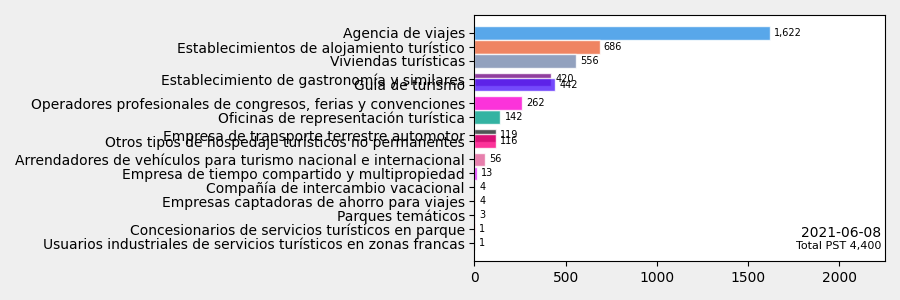 Agencia de viajes 1,622
Establecimientos de alojamiento turístico 686
Viviendas turísticas 556
Establecimiento de gastronomía y similares 420
Guía de turismo 442
Operadores profesionales de congresos, ferias y convenciones 262
Oficinas de representación turística 142
Empresa de transporte terrestre automotor 119
Otros tipos de hospedaje turísticos no permanentes 116
Arrendadores de vehículos para turismo nacional e internacional 56
Empresa de tiempo compartido y multipropiedad 13
Compañía de intercambio vacacional 4
Empresas captadoras de ahorro para viajes 4
Parques temáticos 3
Concesionarios de servicios turísticos en parque 1
Usuarios industriales de servicios turísticos en zonas francas 1
2021-06-08
Total PST 4,400
0 500 1000 1500 2000